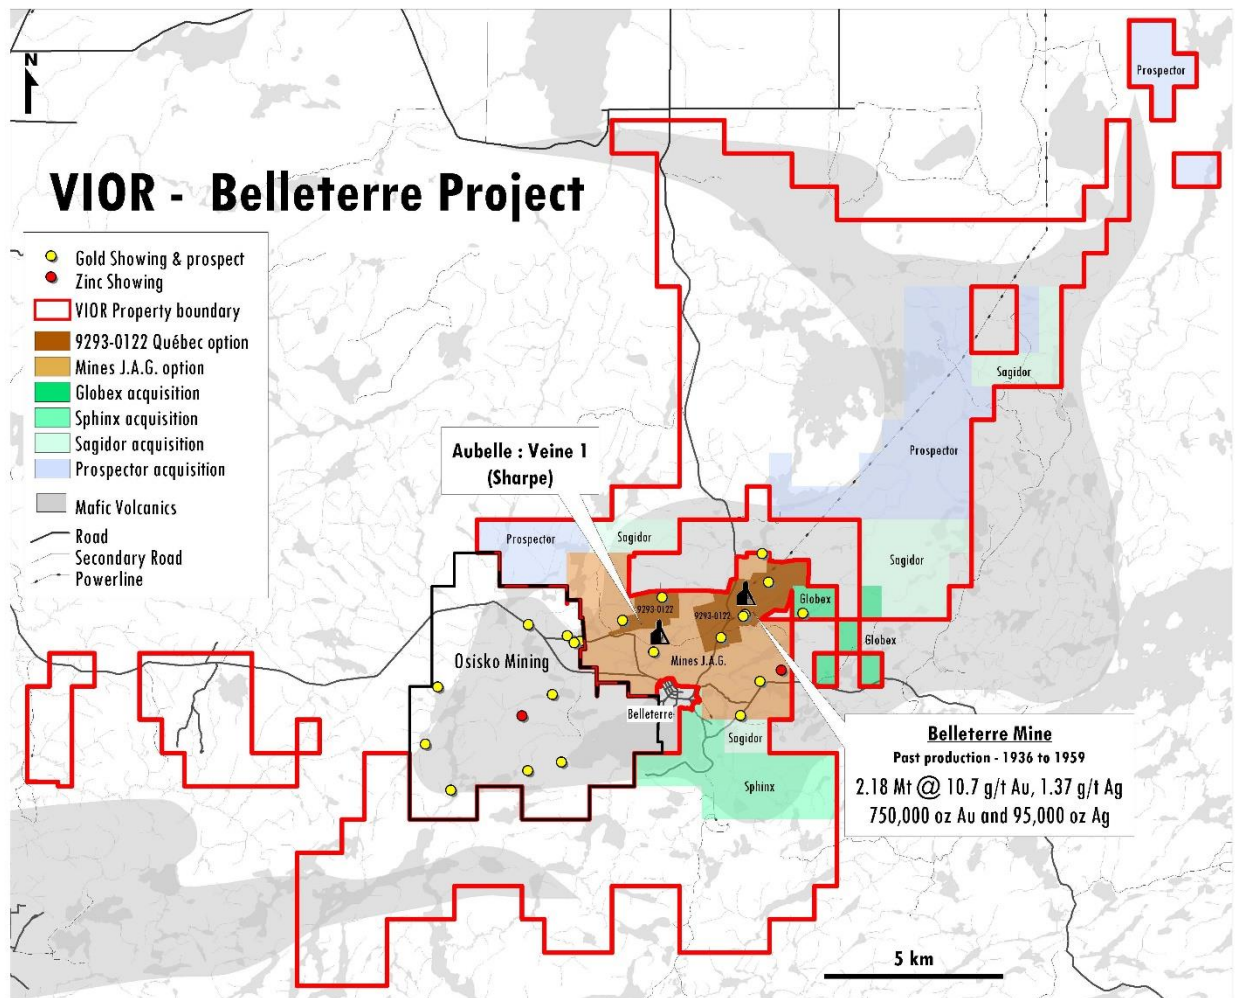 N
Prospector
VIOR - Belleterre Project
Gold Showing & prospect
Zinc Showing
VIOR Property boundary
9293-0122 Québec option
Mines J.A.G. option
Globex acquisition
Sphinx acquisition
Sagidor acquisition
Prospector acquisition
Mafic Volcanics
Road
Secondary Road
Powerline
Sagidor
Aubelle : Veine 1
(Sharpe)
Prospector
Prospector
Sagidor
Sagidor
Globex
9293-0122
9293-0122
Globex
Osisko Mining
Mines J.A.G.
Belleterre
Sagidor
Sphinx
Belleterre Mine
Past production - 1936 to 1959
2.18 Mt @ 10.7 g/t Au, 1.37 g/t Ag
750,000 oz Au and 95,000 oz Ag
5 km